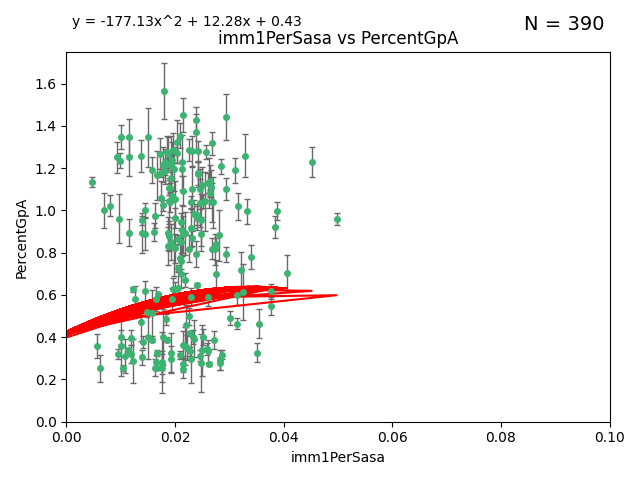 y = -177.13x^2 + 12.28x + 0.43
N = 390
imm1PerSasa vs PercentGpA
PercentGpA
1.6
1.4
1.2
1.0
0.8
0.6
0.4
0.2
0.0
0.00 0.02 0.04 0.06 0.08 0.10
imm1PerSasa